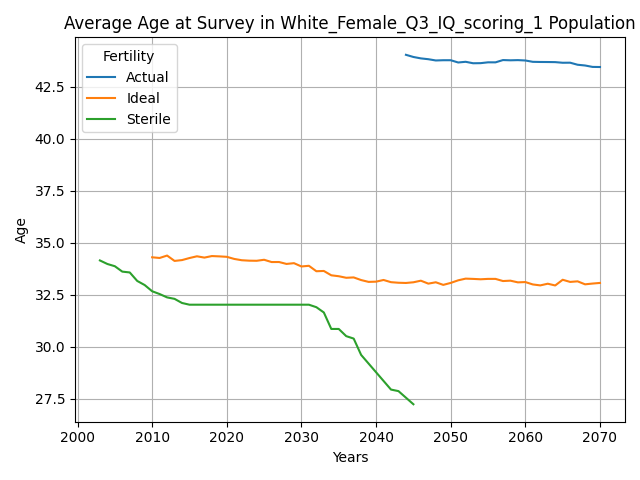 Average Age at Survey in White_Female_Q3_IQ_scoring_1 Population
Fertility
Actual
Ideal
Sterile
42.5
40.0
37.5
35.0
32.5
30.0
27.5
Age
2000 2010 2020 2030 2040 2050 2060 2070
Years